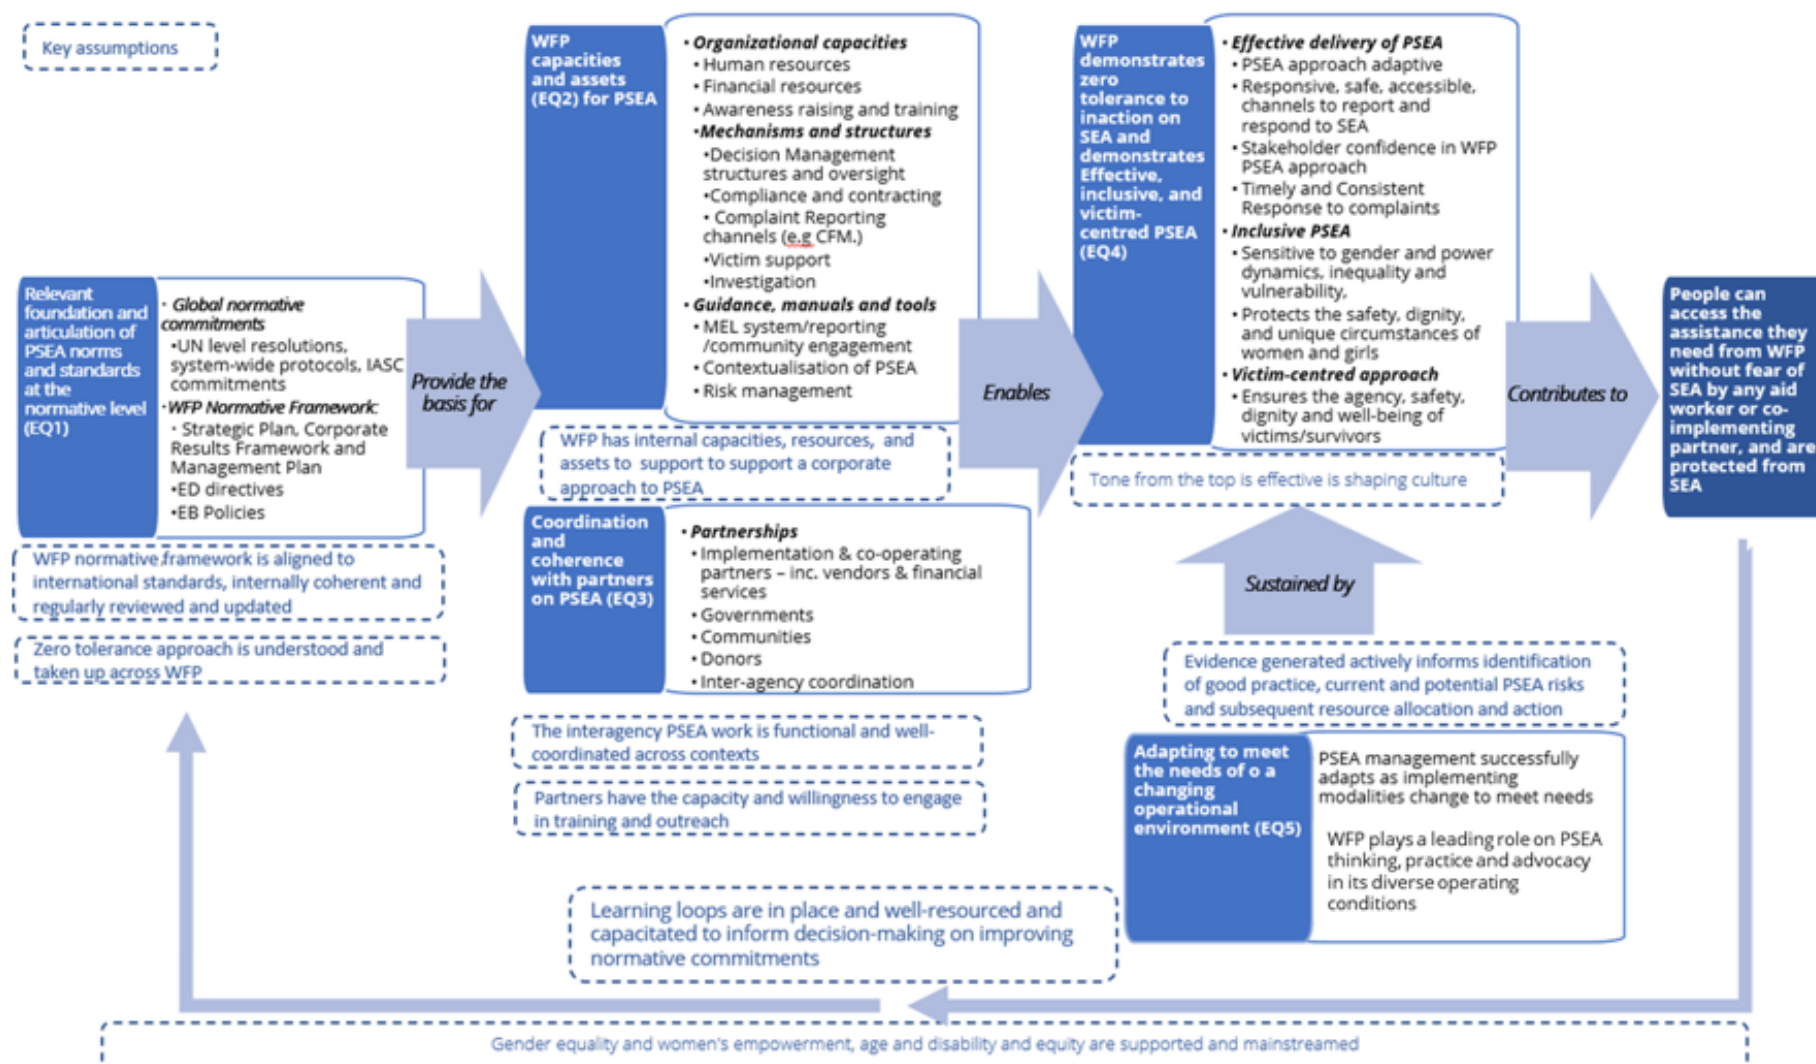 Key assumptions
Relevant
foundation and
articulation of
PSEA norms
and standards
at the
normative level
(EQ1)
· Global normative
commitments
•UN level resolutions,
system-wide protocols, IASC
commitments
·WFP Normative Framework:
· Strategic Plan, Corporate
Results Framework and
Management Plan
•ED directives
•EB Policies
WFP normative framework is aligned to
international standards, internally coherent and
regularly reviewed and updated
Zero tolerance approach is understood and
taken up across WFP
Provide the
basis for
WFP
capacities
and assets
(EQ2) for PSEA
• Organizational capacities
• Human resources
• Financial resources
• Awareness raising and training
•Mechanisms and structures
•Decision Management
structures and oversight
•Compliance and contracting
• Complaint Reporting
channels (e.g CFM.)
•Victim support
•Investigation
• Guidance, manuals and tools
• MEL system/reporting
/community engagement
• Contextualisation of PSEA
• Risk management
WFP has internal capacities, resources, and
assets to support to support a corporate
approach to PSEA
Coordination
and
coherence
with partners
on PSEA (EQ3)
• Partnerships
• Implementation & co-operating
partners – inc. vendors & financial
services
• Governments
• Communities
• Donors
• Inter-agency coordination
The interagency PSEA work is functional and well-
coordinated across contexts
Partners have the capacity and willingness to engage
in training and outreach
Enables
WFP
demonstrates
zero
tolerance to
inaction on
SEA and
demonstrates
Effective,
inclusive, and
victim-
centred PSEA
(EQ4)
• Effective delivery of PSEA
• PSEA approach adaptive
• Responsive, safe, accessible,
channels to report and
respond to SEA
• Stakeholder confidence in WFP
PSEA approach
• Timely and Consistent
Response to complaints
• Inclusive PSEA
• Sensitive to gender and power
dynamics, inequality and
vulnerability,
• Protects the safety, dignity,
and unique circumstances of
women and girls
• Victim-centred approach
• Ensures the agency, safety,
dignity and well-being of
victims/survivors
Tone from the top is effective is shaping culture
Contributes to
People can
access the
assistance they
need from WFP
without fear of
SEA by any aid
worker or co-
implementing
partner, and are
protected from
SEA
Sustained by
Evidence generated actively informs identification
of good practice, current and potential PSEA risks
and subsequent resource allocation and action
Adapting to meet
the needs of o a
changing
operational
environment (EQ5)
PSEA management successfully
adapts as implementing
modalities change to meet needs
WFP plays a leading role on PSEA
thinking, practice and advocacy
in its diverse operating
conditions
Learning loops are in place and well-resourced and
capacitated to inform decision-making on improving
normative commitments
Gender equality and women's empowerment, age and disability and equity are supported and mainstreamed